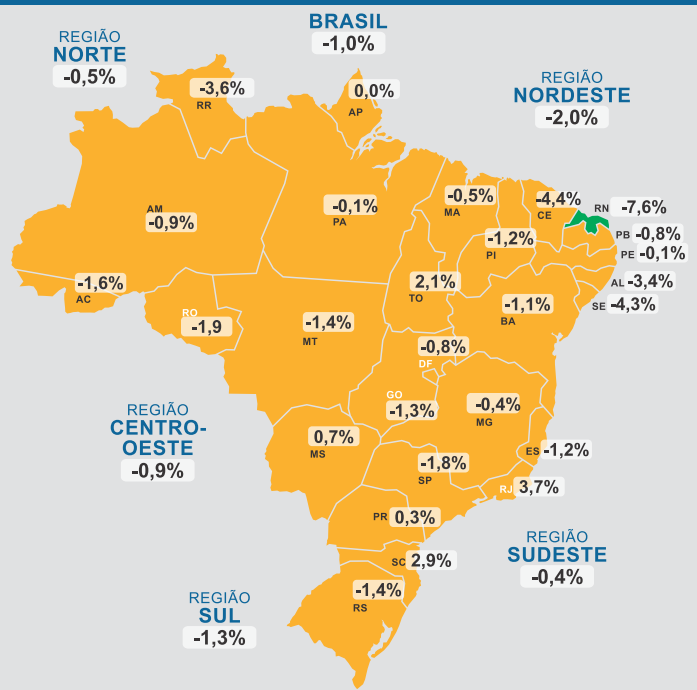 BRASIL
-1,0%
REGIÃO
NORTE
-0,5%
REGIÃO
NORDESTE
-2,0%
-3,6%
RR
0,0%
AP
AM
-0,9%
-0,1%
PA
-0,5%
MA
-4,4%
CE
RN -7,6%
-1,2%
PI
PB -0,8%
PE -0,1%
AL -3,4%
SE -4,3%
-1,6%
AC
RO
-1,9
2,1%
TO
-1,1%
BA
-1,4%
MT
-0,8%
DF
GO
-1,3%
-0,4%
MG
REGIÃO
CENTRO-
OESTE
-0,9%
0,7%
MS
ES -1,2%
-1,8%
SP
RJ 3,7%
PR 0,3%
SC 2,9%
REGIÃO
SUDESTE
-0,4%
-1,4%
RS
REGIÃO
SUL
-1,3%